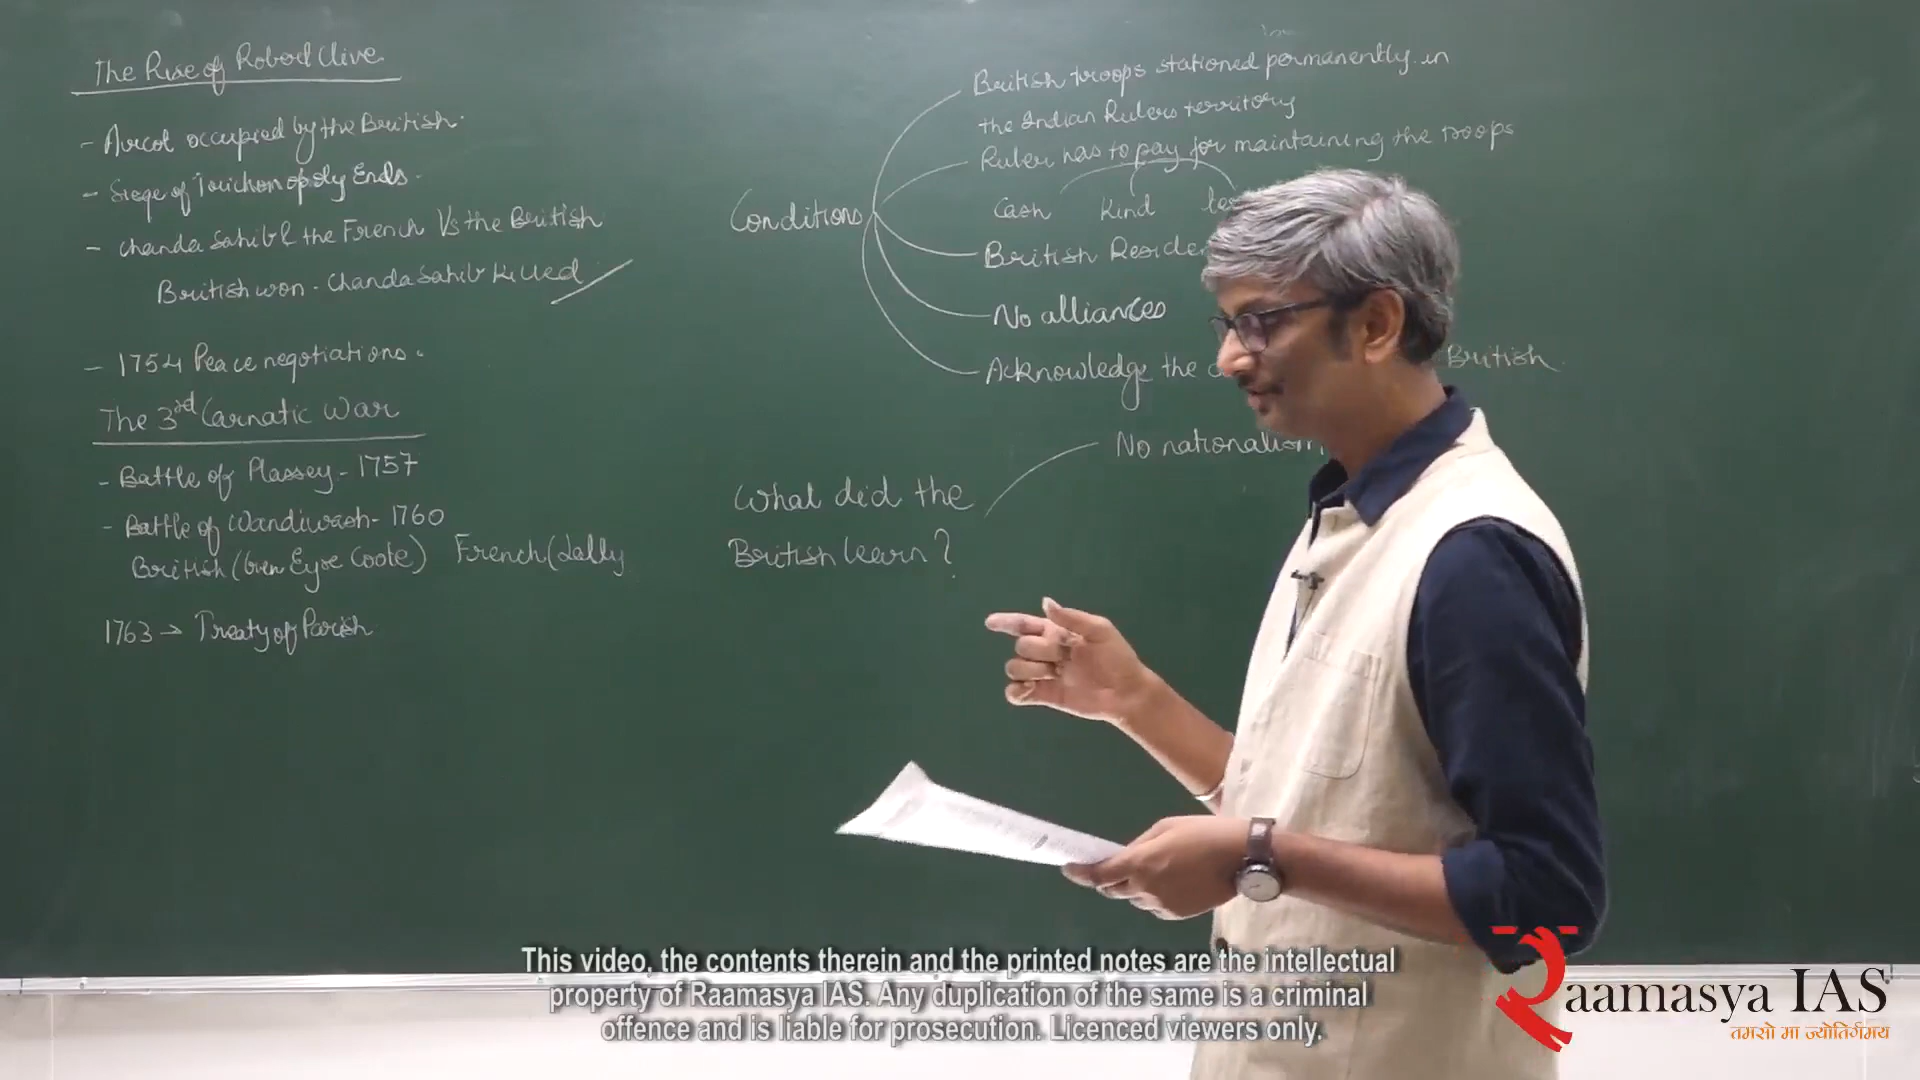 The Rise of Robert Clive
- Arcot occupied by the British.
- Siege of Trichonopoly Ends.
- Chanda Sahib & the French Vs the British
British won - Chanda Sahib Killed
- 1754 Peace negotiations.
The 3rd Carnatic War
- Battle of Plassey - 1757
- Battle of Wandiwash - 1760
British (Gen Eyre Coote) French (Lally
1763 → Treaty of Parish
Conditions
British troops stationed permanently in
the Indian Rulers territory
Ruler has to pay for maintaining the troops
Cash Kind
British
No alliances
Acknowledge the British
What did the
British learn?
No nationalism
This video, the contents therein and the printed notes are the intellectual
property of Raamasya IAS. Any duplication of the same is a criminal
offence and is liable for prosecution. Licenced viewers only.
Raamasya IAS
तमसो मा ज्योतिर्गमय